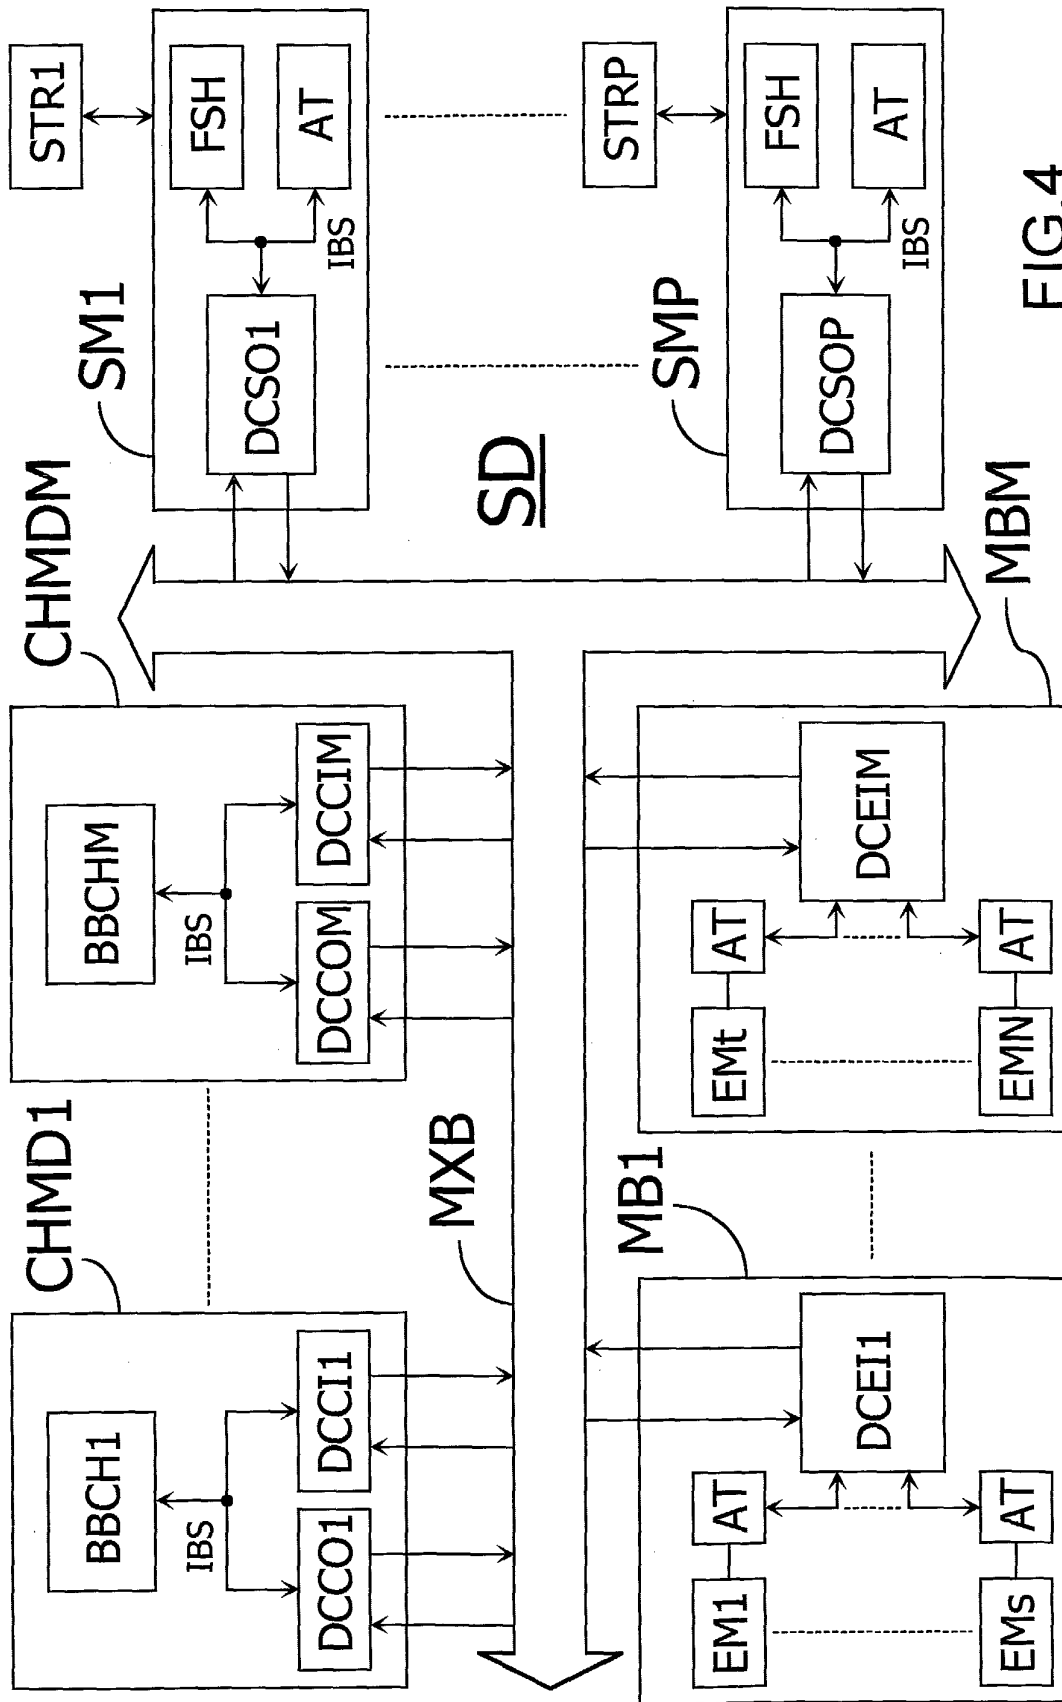 CHMD1
BBCH1
IBS
DCCO1
DCCI1
CHMDM
BBCHM
IBS
DCCOM
DCCIM
MXB
SM1
STR1
DCSO1
FSH
AT
IBS
SD
MB1
EM1
AT
DCEI1
EMs
AT
MBM
EMt
AT
DCEIM
EMN
AT
SMP
STRP
DCSOP
FSH
AT
IBS
FIG.4